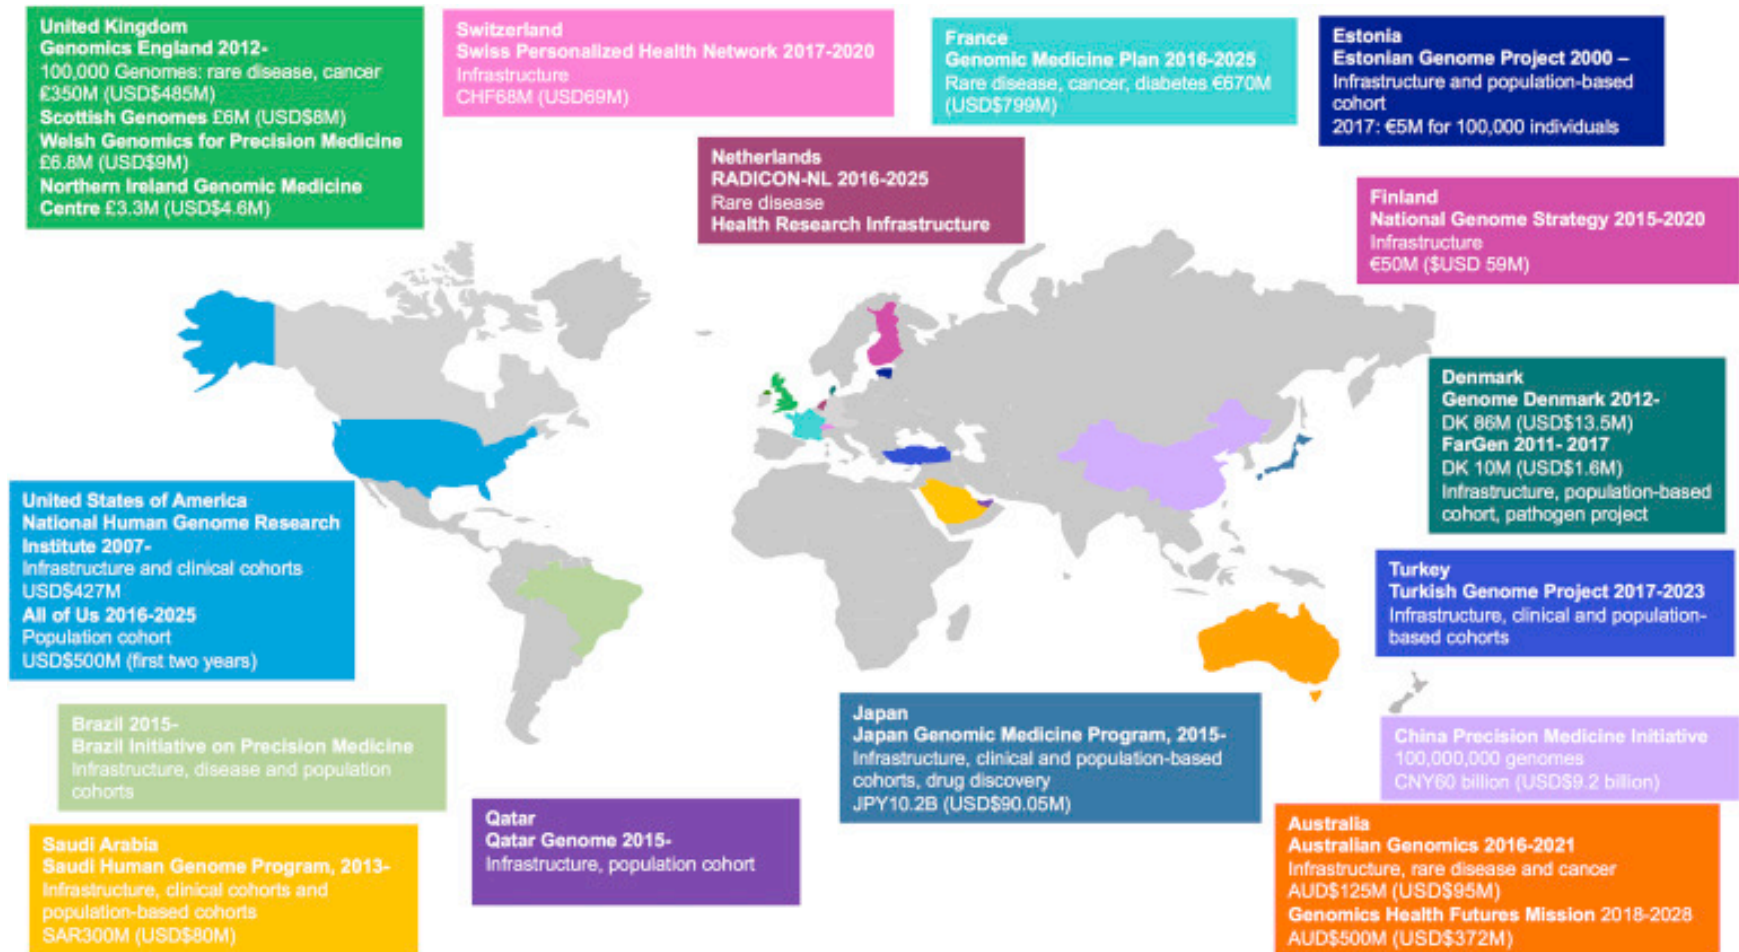 United Kingdom
Genomics England 2012-
100,000 Genomes: rare disease, cancer
£350M (USD$485M)
Scottish Genomes £6M (USD$8M)
Welsh Genomics for Precision Medicine
£6.8M (USD$9M)
Northern Ireland Genomic Medicine
Centre £3.3M (USD$4.6M)
Switzerland
Swiss Personalized Health Network 2017-2020
Infrastructure
CHF68M (USD69M)
France
Genomic Medicine Plan 2016-2025
Rare disease, cancer, diabetes €670M
(USD$799M)
Estonia
Estonian Genome Project 2000 –
Infrastructure and population-based
cohort
2017: €5M for 100,000 individuals
Netherlands
RADICON-NL 2016-2025
Rare disease
Health Research Infrastructure
Finland
National Genome Strategy 2015-2020
Infrastructure
€50M ($USD 59M)
Denmark
Genome Denmark 2012-
DK 86M (USD$13.5M)
FarGen 2011- 2017
DK 10M (USD$1.6M)
Infrastructure, population-based
cohort, pathogen project
United States of America
National Human Genome Research
Institute 2007-
Infrastructure and clinical cohorts
USD$427M
All of Us 2016-2025
Population cohort
USD$500M (first two years)
Turkey
Turkish Genome Project 2017-2023
Infrastructure, clinical and population-
based cohorts
Brazil 2015-
Brazil Initiative on Precision Medicine
Infrastructure, disease and population
cohorts
Japan
Japan Genomic Medicine Program, 2015-
Infrastructure, clinical and population-based
cohorts, drug discovery
JPY10.2B (USD$90.05M)
China Precision Medicine Initiative
100,000,000 genomes
CNY60 billion (USD$9.2 billion)
Saudi Arabia
Saudi Human Genome Program, 2013-
Infrastructure, clinical cohorts and
population-based cohorts
SAR300M (USD$80M)
Qatar
Qatar Genome 2015-
Infrastructure, population cohort
Australia
Australian Genomics 2016-2021
Infrastructure, rare disease and cancer
AUD$125M (USD$95M)
Genomics Health Futures Mission 2018-2028
AUD$500M (USD$372M)